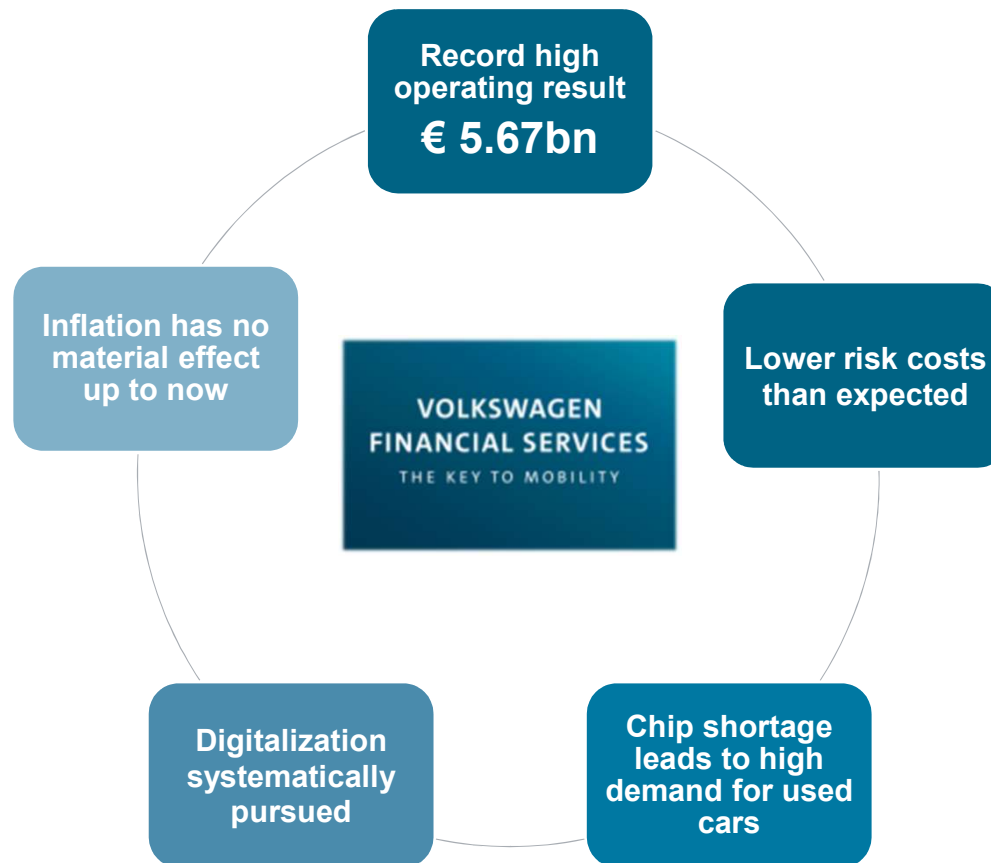 Record high
operating result
€ 5.67bn
Lower risk costs
than expected
Chip shortage
leads to high
demand for used
cars
Digitalization
systematically
pursued
Inflation has no
material effect
up to now
VOLKSWAGEN
FINANCIAL SERVICES
THE KEY TO MOBILITY